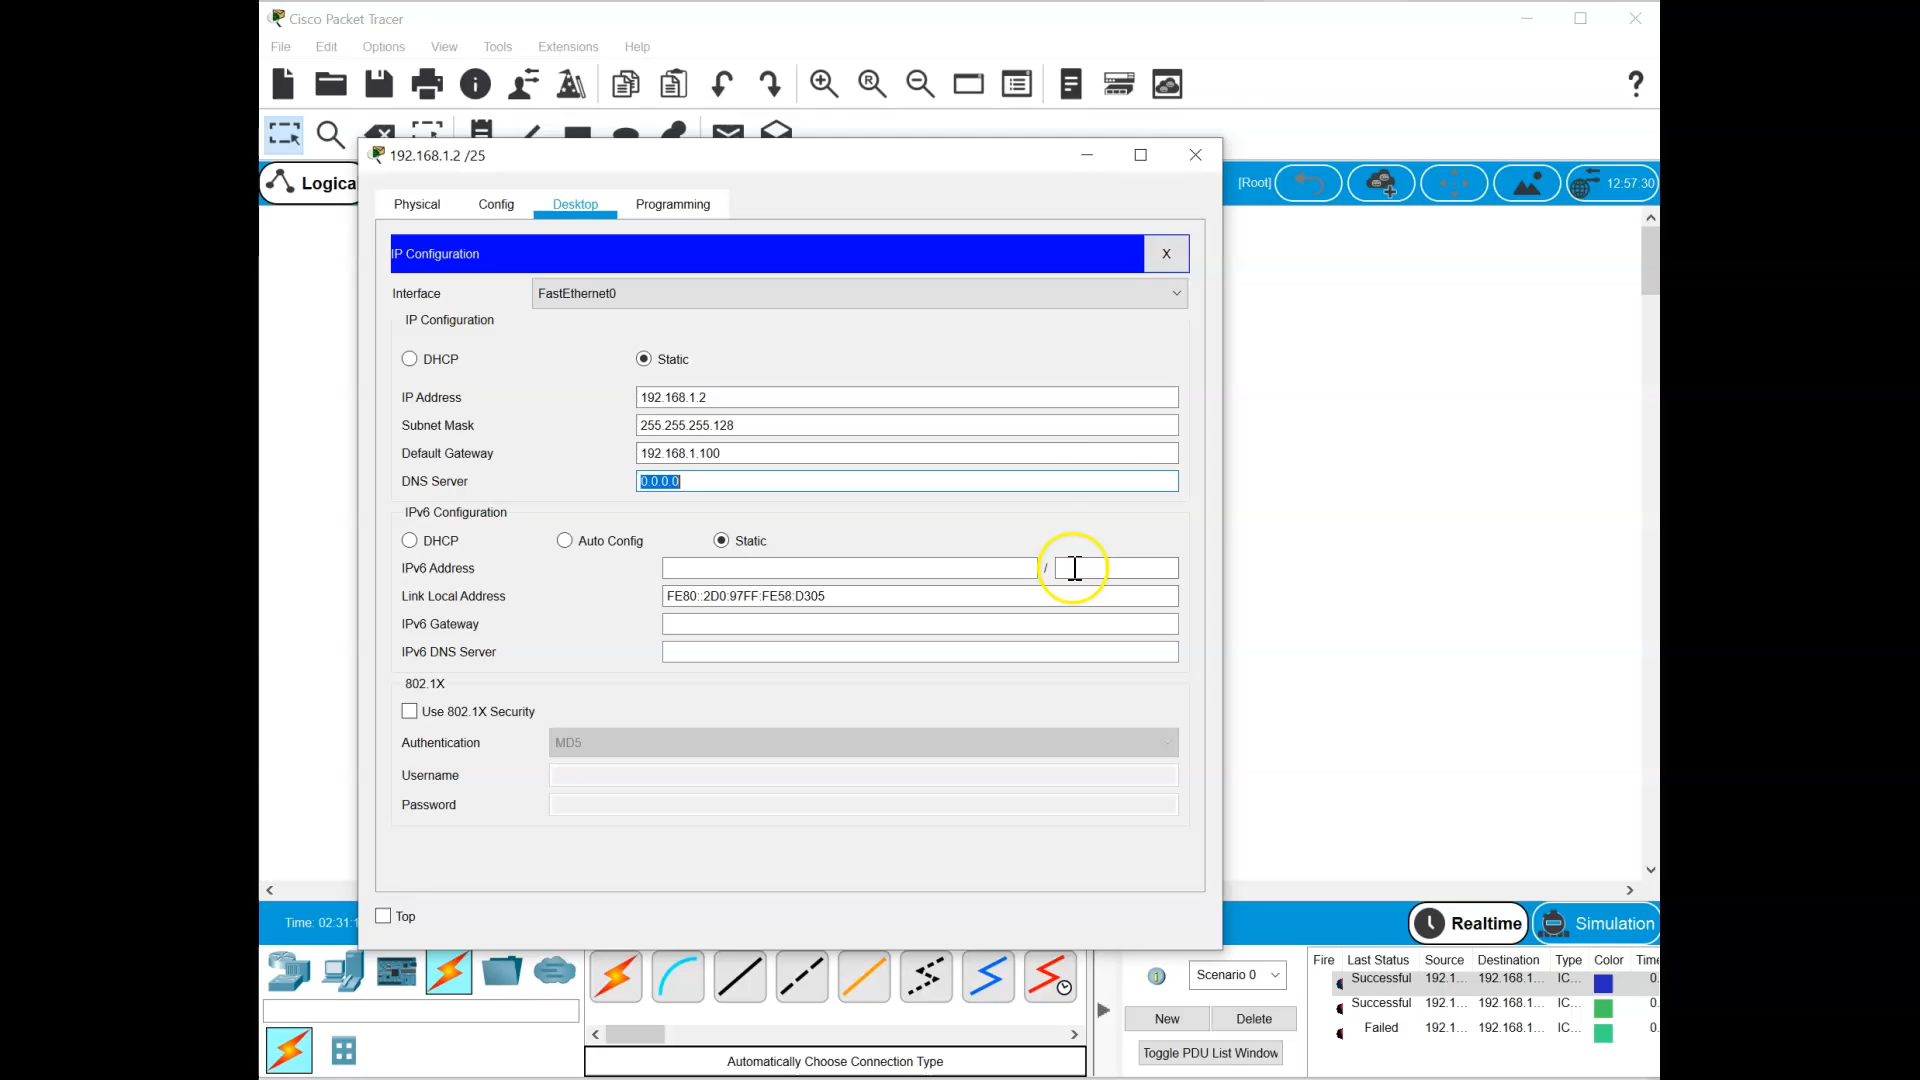 Cisco Packet Tracer
File Edit Options View Tools Extensions Help
?
192.168.1.2 /25
Logica
[Root]
12:57:30
Physical Config Desktop Programming
IP Configuration X
Interface FastEthernet0
IP Configuration
DHCP Static
IP Address 192.168.1.2
Subnet Mask 255.255.255.128
Default Gateway 192.168.1.100
DNS Server 0.0.0.0
IPv6 Configuration
DHCP Auto Config Static
IPv6 Address /
Link Local Address FE80::2D0:97FF:FE58:D305
IPv6 Gateway
IPv6 DNS Server
802.1X
Use 802.1X Security
Authentication MD5
Username
Password
Top
Time: 02:31:1
Realtime Simulation
Scenario 0
New Delete
Toggle PDU List Window
Automatically Choose Connection Type
Fire Last Status Source Destination Type Color Time
Successful 192.1... 192.168.1... IC... 0.
Successful 192.1... 192.168.1... IC... 0.
Failed 192.1... 192.168.1... IC... 0.